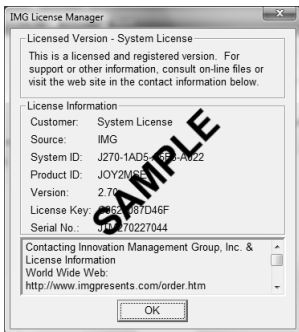 IMG License Manager
Licensed Version - System License
This is a licensed and registered version. For
support or other information, consult on-line files or
visit the web site in the contact information below.
License Information
Customer: System License
Source: IMG
System ID: J270-1AD5-
Product ID:
Version: 2.70
License Key:
Serial No.:
SAMPLE
Contacting Innovation Management Group, Inc. &
License Information
World Wide Web:
http://www.imgpresents.com/order.htm
OK